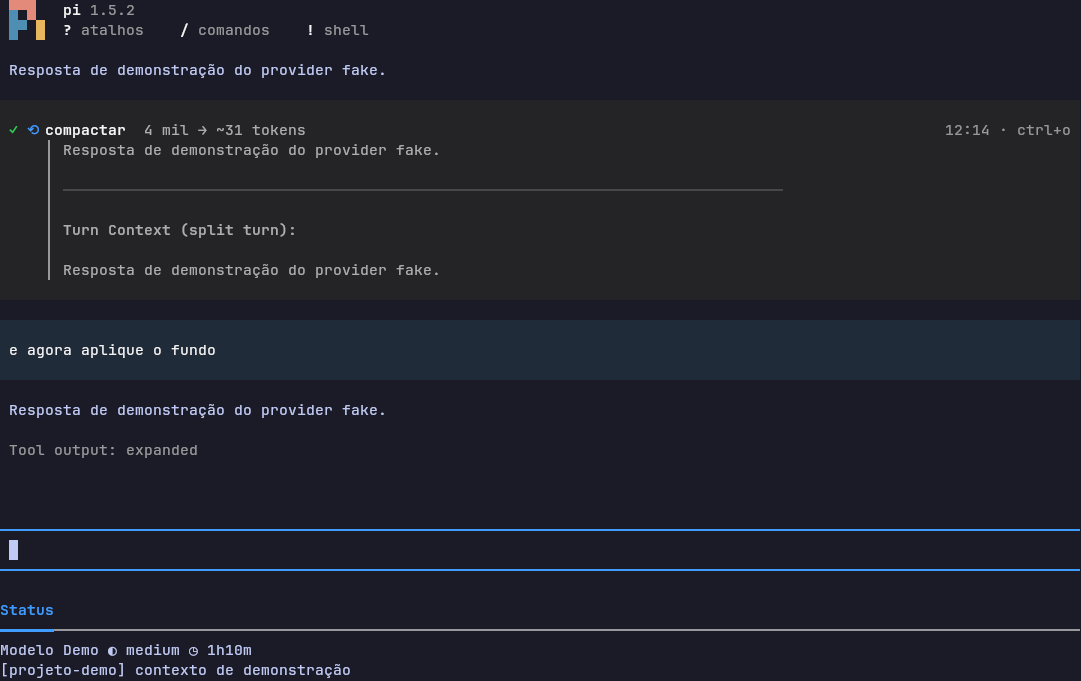 pi 1.5.2
? atalhos / comandos ! shell
Resposta de demonstração do provider fake.
✓ ⟲ compactar 4 mil → ~31 tokens 12:14 · ctrl+o
Resposta de demonstração do provider fake.
Turn Context (split turn):
Resposta de demonstração do provider fake.
e agora aplique o fundo
Resposta de demonstração do provider fake.
Tool output: expanded
Status
Modelo Demo ◐ medium ◷ 1h10m
[projeto-demo] contexto de demonstração